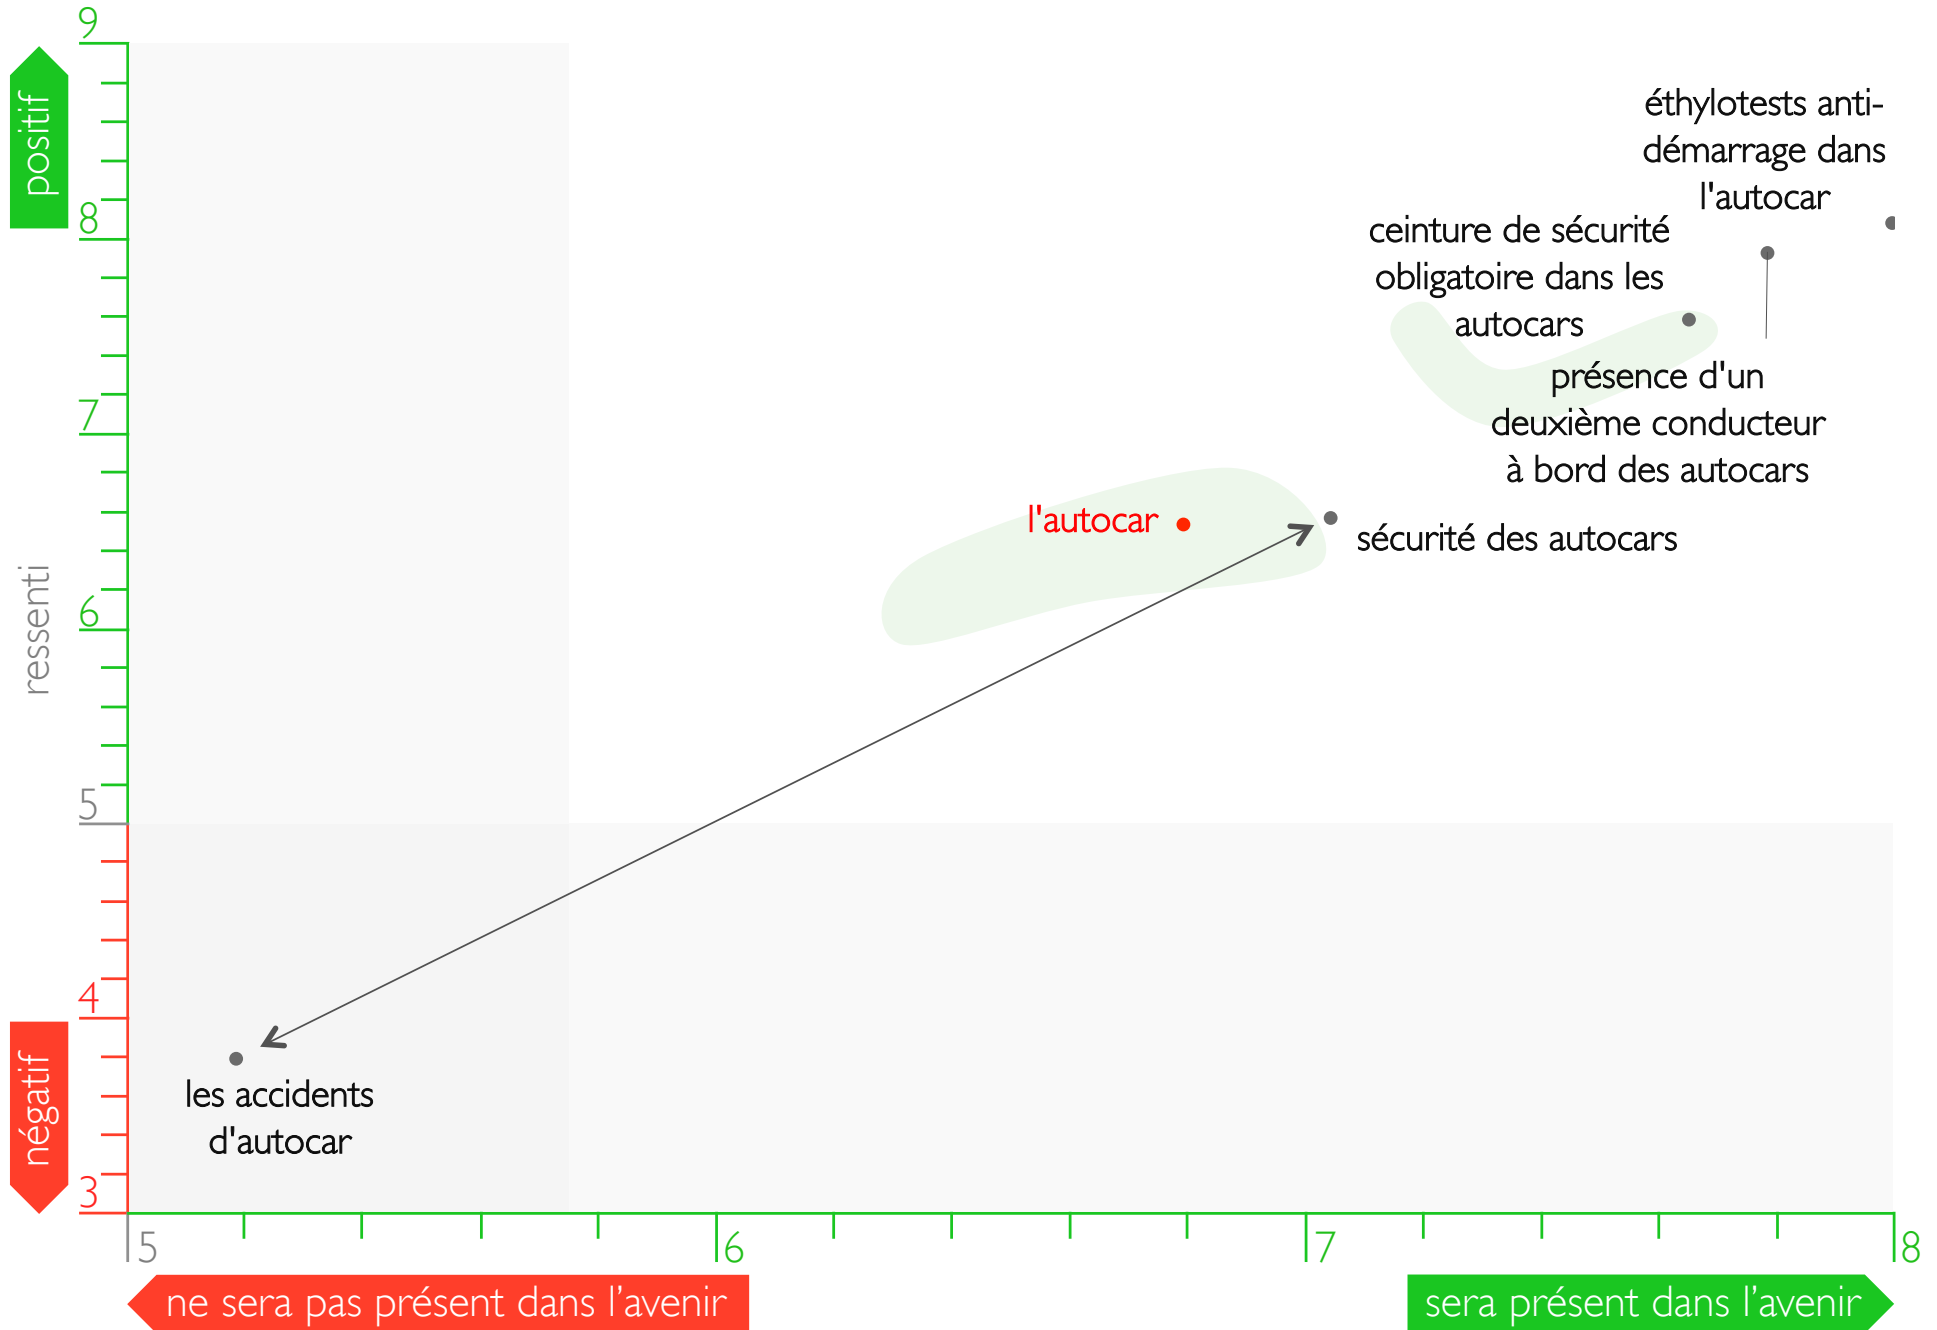 9
positif
8
7
ressenti
6
5
4
négatif
3
éthylotests anti-
démarrage dans
l'autocar
ceinture de sécurité
obligatoire dans les
autocars
présence d'un
deuxième conducteur
à bord des autocars
l'autocar
sécurité des autocars
les accidents
d'autocar
5
6
7
8
ne sera pas présent dans l’avenir
sera présent dans l’avenir